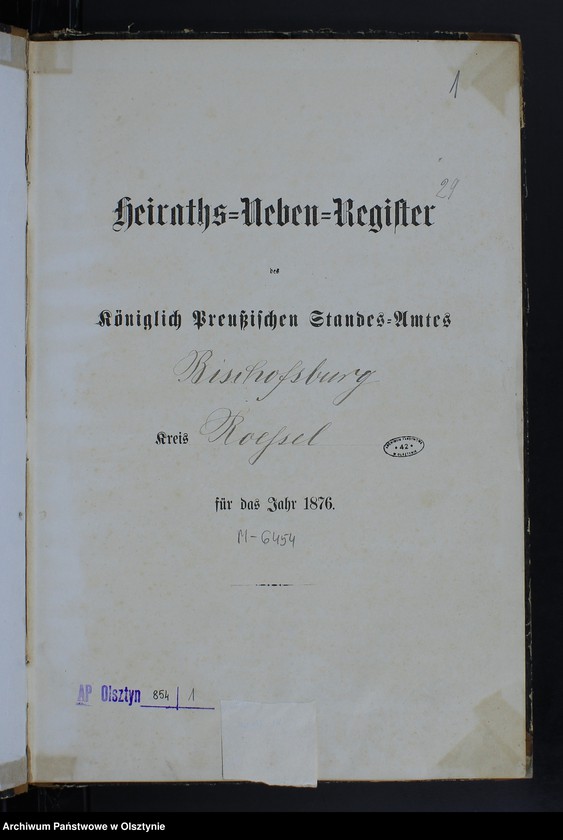 1
29
Heiraths=Neben=Register
des
Königlich Preußischen Standes=Amtes
Bischofsburg
Kreis Roessel
42
für das Jahr 1876.
M-6454
AP Olsztyn 854 | 1
Archiwum Państwowe w Olsztynie